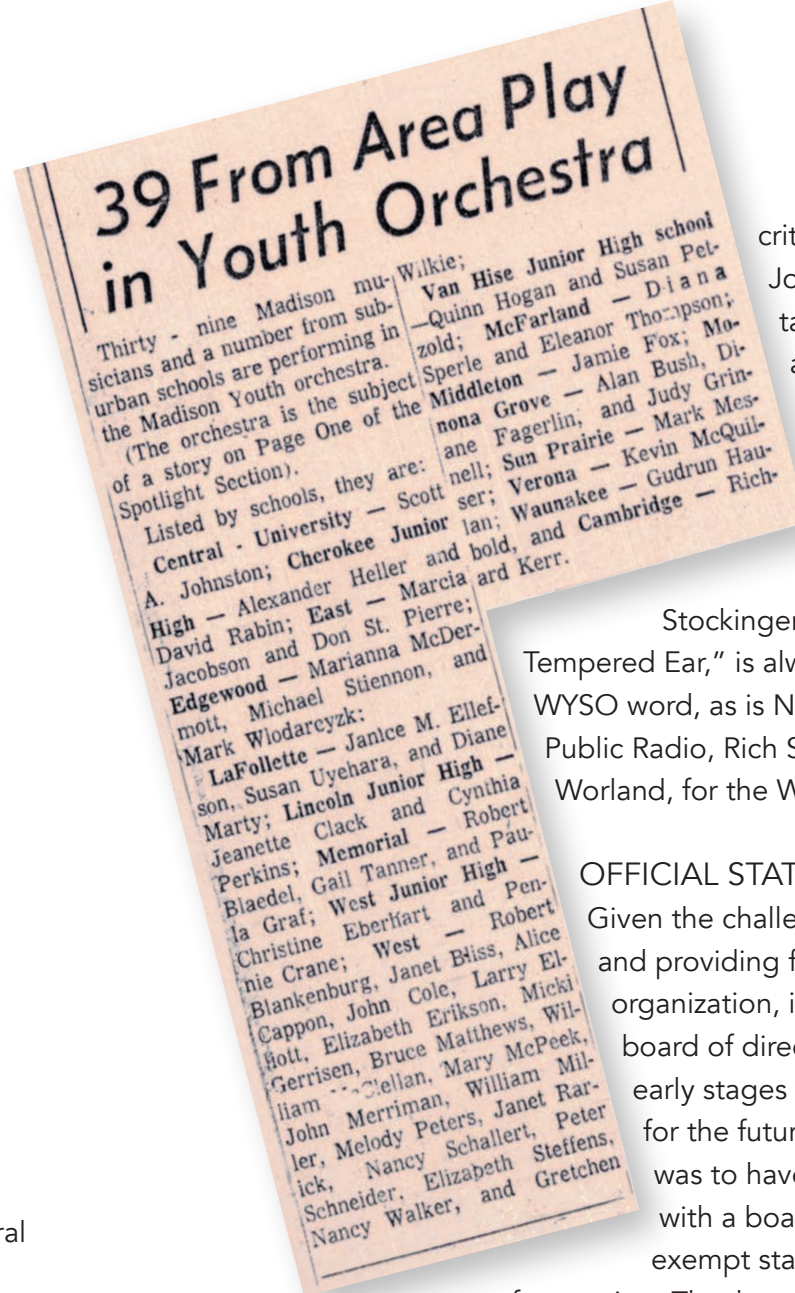 39 From Area Play
in Youth Orchestra
Thirty - nine Madison mu-
sicians and a number from sub-
urban schools are performing in
the Madison Youth orchestra.
(The orchestra is the subject
of a story on Page One of the
Spotlight Section).
Listed by schools, they are:
Central - University — Scott
A. Johnston; Cherokee Junior
High — Alexander Heller and
David Rabin; East — Marcia
Jacobson and Don St. Pierre;
Edgewood — Marianna McDer-
mott, Michael Stiennon, and
Mark Wlodarcyzk;
LaFollette — Janice M. Ellef-
son, Susan Uyehara, and Diane
Marty; Lincoln Junior High —
Jeanette Clack and Cynthia
Perkins; Memorial — Robert
Blaedel, Gail Tanner, and Pau-
la Graf; West Junior High —
Christine Eberhart and Pen-
nie Crane; West — Robert
Blankenburg, Janet Bliss, Alice
Cappon, John Cole, Larry El-
liott, Elizabeth Erikson, Micki
Gerrisen, Bruce Matthews, Wil-
liam McClellan, Mary McPeek,
John Merriman, William Mil-
ler, Melody Peters, Janet Rar-
ick, Nancy Schallert, Peter
Schneider, Elizabeth Steffens,
Nancy Walker, and Gretchen
Wilkie;
Van Hise Junior High school
—Quinn Hogan and Susan Pet-
zold; McFarland — Diana
Sperle and Eleanor Thompson;
Middleton — Jamie Fox; Mo-
nona Grove — Alan Bush, Di-
ane Fagerlin, and Judy Grin-
nell; Sun Prairie — Mark Mes-
ser; Verona — Kevin McQuil-
lan; Waunakee — Gudrun Hau-
bold, and Cambridge — Rich-
ard Kerr.
crit
Jo
ta
a
Stockinger
Tempered Ear,” is alw
WYSO word, as is N
Public Radio, Rich S
Worland, for the W
OFFICIAL STAT
Given the challe
and providing f
organization, i
board of direc
early stages
for the futur
was to have
with a boa
exempt sta
ral